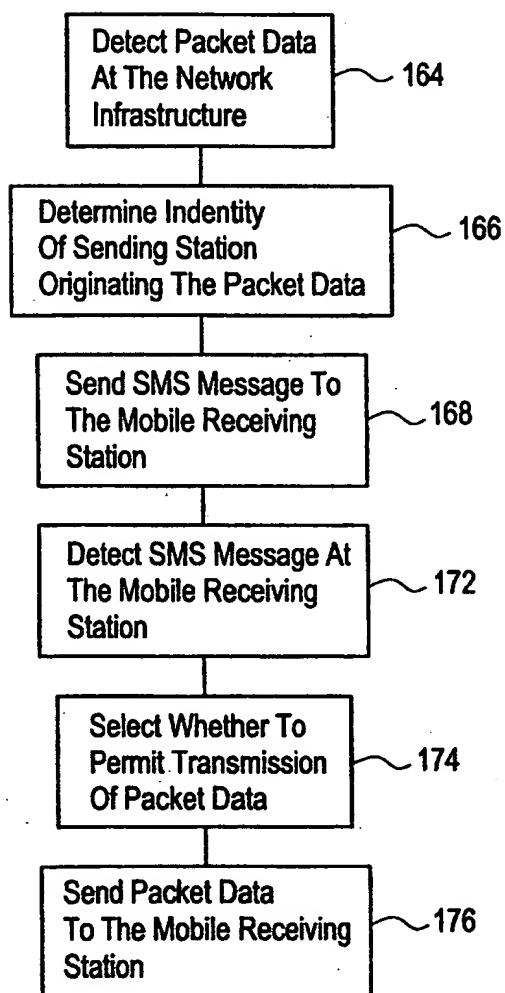 Detect Packet Data
At The Network
Infrastructure
164
Determine Indentity
Of Sending Station
Originating The Packet Data
166
Send SMS Message To
The Mobile Receiving
Station
168
Detect SMS Message At
The Mobile Receiving
Station
172
Select Whether To
Permit Transmission
Of Packet Data
174
Send Packet Data
To The Mobile Receiving
Station
176